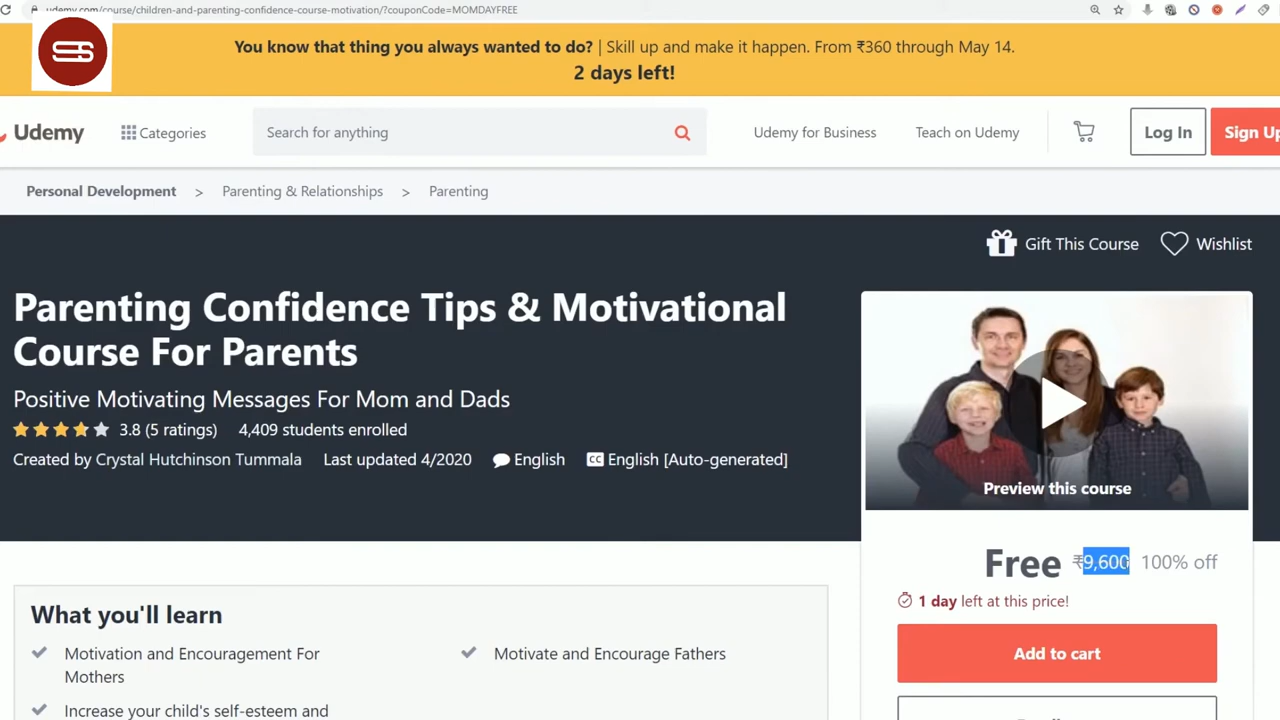 udemy.com/course/children-and-parenting-confidence-course-motivation/?couponCode=MOMDAYFREE
You know that thing you always wanted to do? | Skill up and make it happen. From ₹360 through May 14.
2 days left!
Udemy
Categories
Search for anything
Udemy for Business
Teach on Udemy
Log In
Sign Up
Personal Development > Parenting & Relationships > Parenting
Gift This Course
Wishlist
Parenting Confidence Tips & Motivational
Course For Parents
Positive Motivating Messages For Mom and Dads
3.8 (5 ratings) 4,409 students enrolled
Created by Crystal Hutchinson Tummala Last updated 4/2020 English CC English [Auto-generated]
Preview this course
Free ₹9,600 100% off
1 day left at this price!
Add to cart
What you'll learn
Motivation and Encouragement For
Mothers
Motivate and Encourage Fathers
Increase your child's self-esteem and